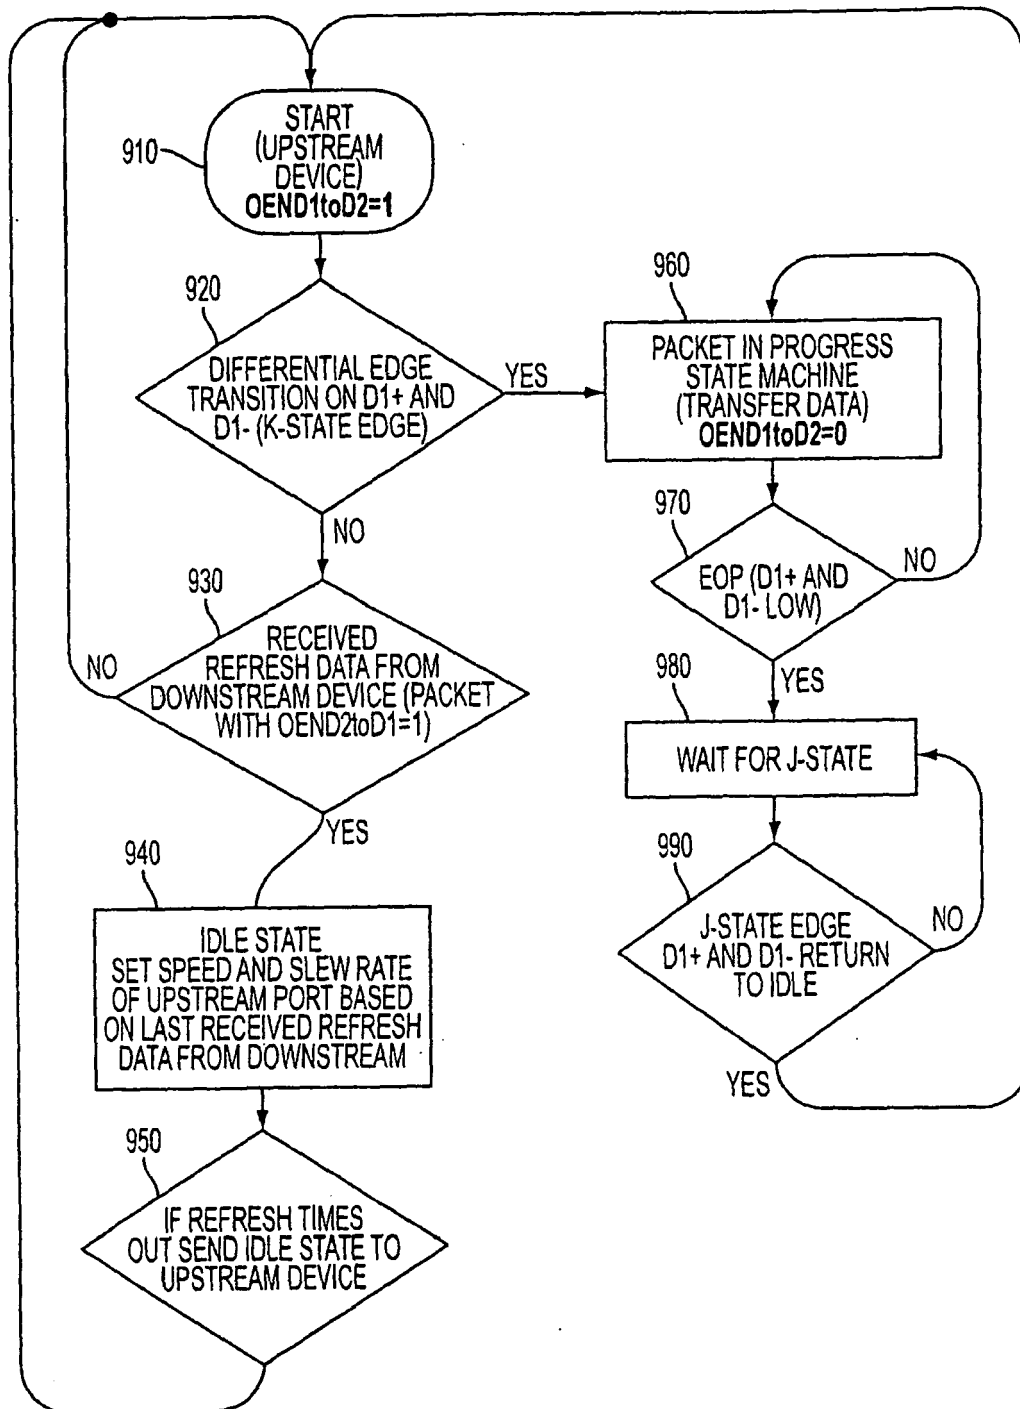 910
START
(UPSTREAM
DEVICE)
OEND1toD2=1
920
DIFFERENTIAL EDGE
TRANSITION ON D1+ AND
D1- (K-STATE EDGE)
YES
NO
930
RECEIVED
REFRESH DATA FROM
DOWNSTREAM DEVICE (PACKET
WITH OEND2toD1=1)
NO
YES
940
IDLE STATE
SET SPEED AND SLEW RATE
OF UPSTREAM PORT BASED
ON LAST RECEIVED REFRESH
DATA FROM DOWNSTREAM
950
IF REFRESH TIMES
OUT SEND IDLE STATE TO
UPSTREAM DEVICE
960
PACKET IN PROGRESS
STATE MACHINE
(TRANSFER DATA)
OEND1toD2=0
970
EOP (D1+ AND
D1- LOW)
NO
YES
980
WAIT FOR J-STATE
990
J-STATE EDGE
D1+ AND D1- RETURN
TO IDLE
NO
YES